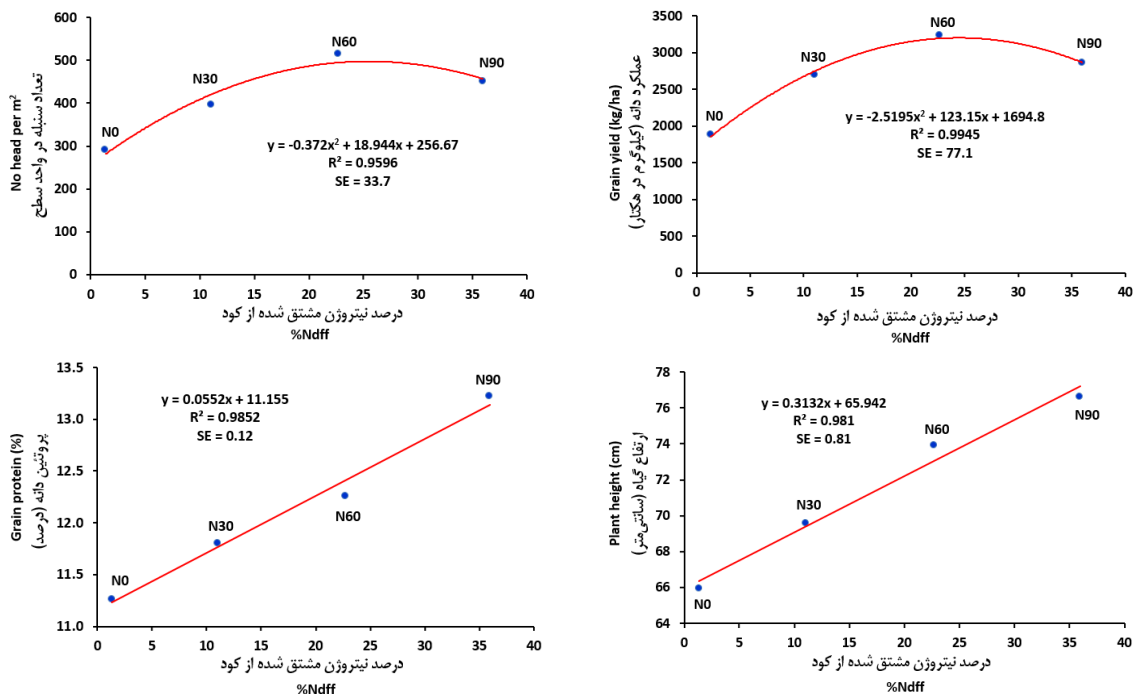 No head per m²
تعداد سنبله در واحد سطح
600
500
400
300
200
100
0
N0
N30
N60
N90
y = -0.372x² + 18.944x + 256.67
R² = 0.9596
SE = 33.7
0 5 10 15 20 25 30 35 40
درصد نیتروژن مشتق شده از کود
%Ndff
Grain yield (kg/ha)
عملکرد دانه (کیلوگرم در هکتار)
3500
3000
2500
2000
1500
1000
500
0
N0
N30
N60
N90
y = -2.5195x² + 123.15x + 1694.8
R² = 0.9945
SE = 77.1
0 5 10 15 20 25 30 35 40
درصد نیتروژن مشتق شده از کود
%Ndff
Grain protein (%)
پروتئین دانه (درصد)
13.5
13.0
12.5
12.0
11.5
11.0
N0
N30
N60
N90
y = 0.0552x + 11.155
R² = 0.9852
SE = 0.12
0 5 10 15 20 25 30 35 40
درصد نیتروژن مشتق شده از کود
%Ndff
Plant height (cm)
ارتفاع گیاه (سانتی‌متر)
78
76
74
72
70
68
66
64
N0
N30
N60
N90
y = 0.3132x + 65.942
R² = 0.981
SE = 0.81
0 5 10 15 20 25 30 35 40
درصد نیتروژن مشتق شده از کود
%Ndff